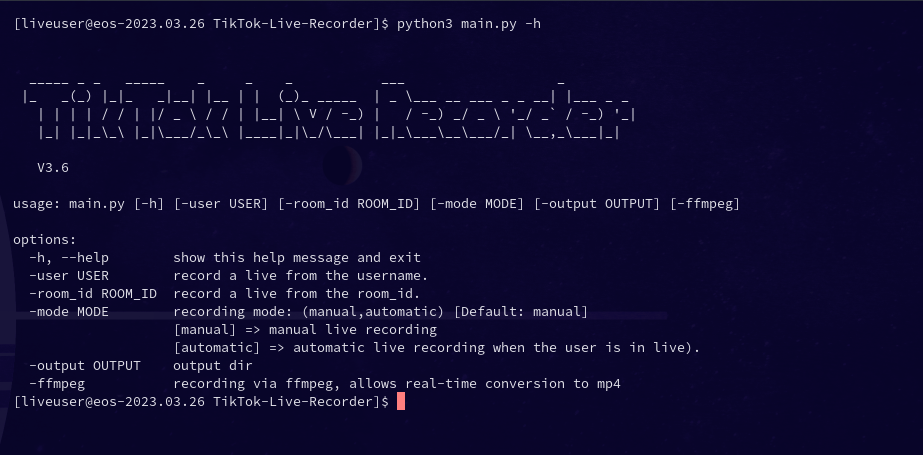 [liveuser@eos-2023.03.26 TikTok-Live-Recorder]$ python3 main.py -h
TikTok Live Recorder
V3.6
usage: main.py [-h] [-user USER] [-room_id ROOM_ID] [-mode MODE] [-output OUTPUT] [-ffmpeg]
options:
-h, --help show this help message and exit
-user USER record a live from the username.
-room_id ROOM_ID record a live from the room_id.
-mode MODE recording mode: (manual,automatic) [Default: manual]
[manual] => manual live recording
[automatic] => automatic live recording when the user is in live).
-output OUTPUT output dir
-ffmpeg recording via ffmpeg, allows real-time conversion to mp4
[liveuser@eos-2023.03.26 TikTok-Live-Recorder]$